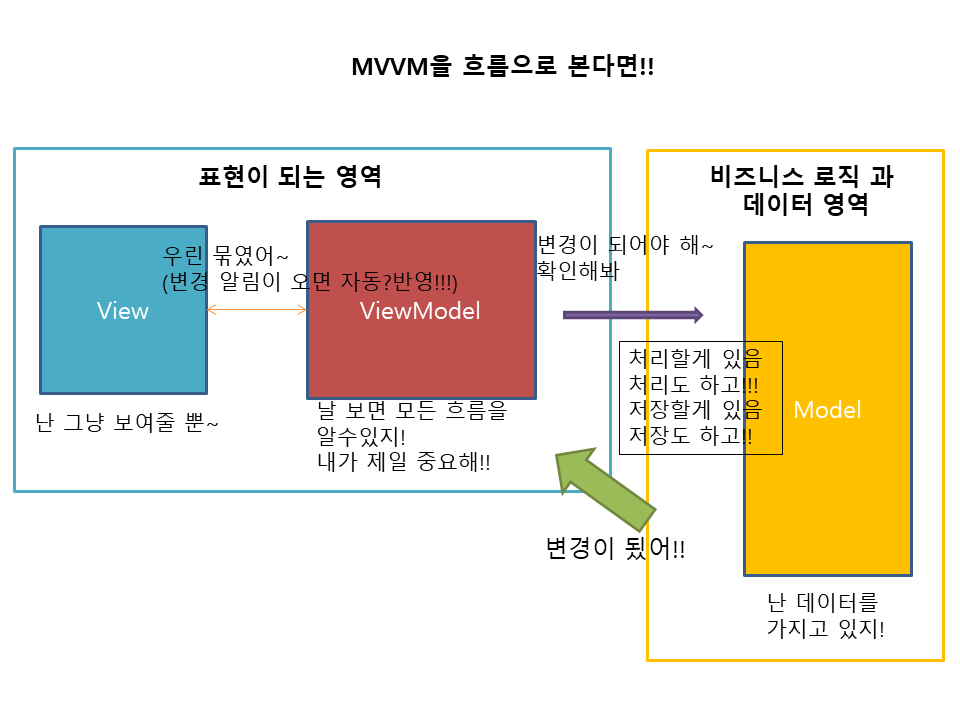 MVVM을 흐름으로 본다면!!
표현이 되는 영역
비즈니스 로직 과
데이터 영역
우린 묶였어~
(변경 알림이 오면 자동?반영!!!)
변경이 되어야 해~
확인해봐
View
ViewModel
처리할게 있음
처리도 하고!!!
저장할게 있음
저장도 하고!!
Model
난 그냥 보여줄 뿐~
날 보면 모든 흐름을
알수있지!
내가 제일 중요해!!
변경이 됬어!!
난 데이터를
가지고 있지!